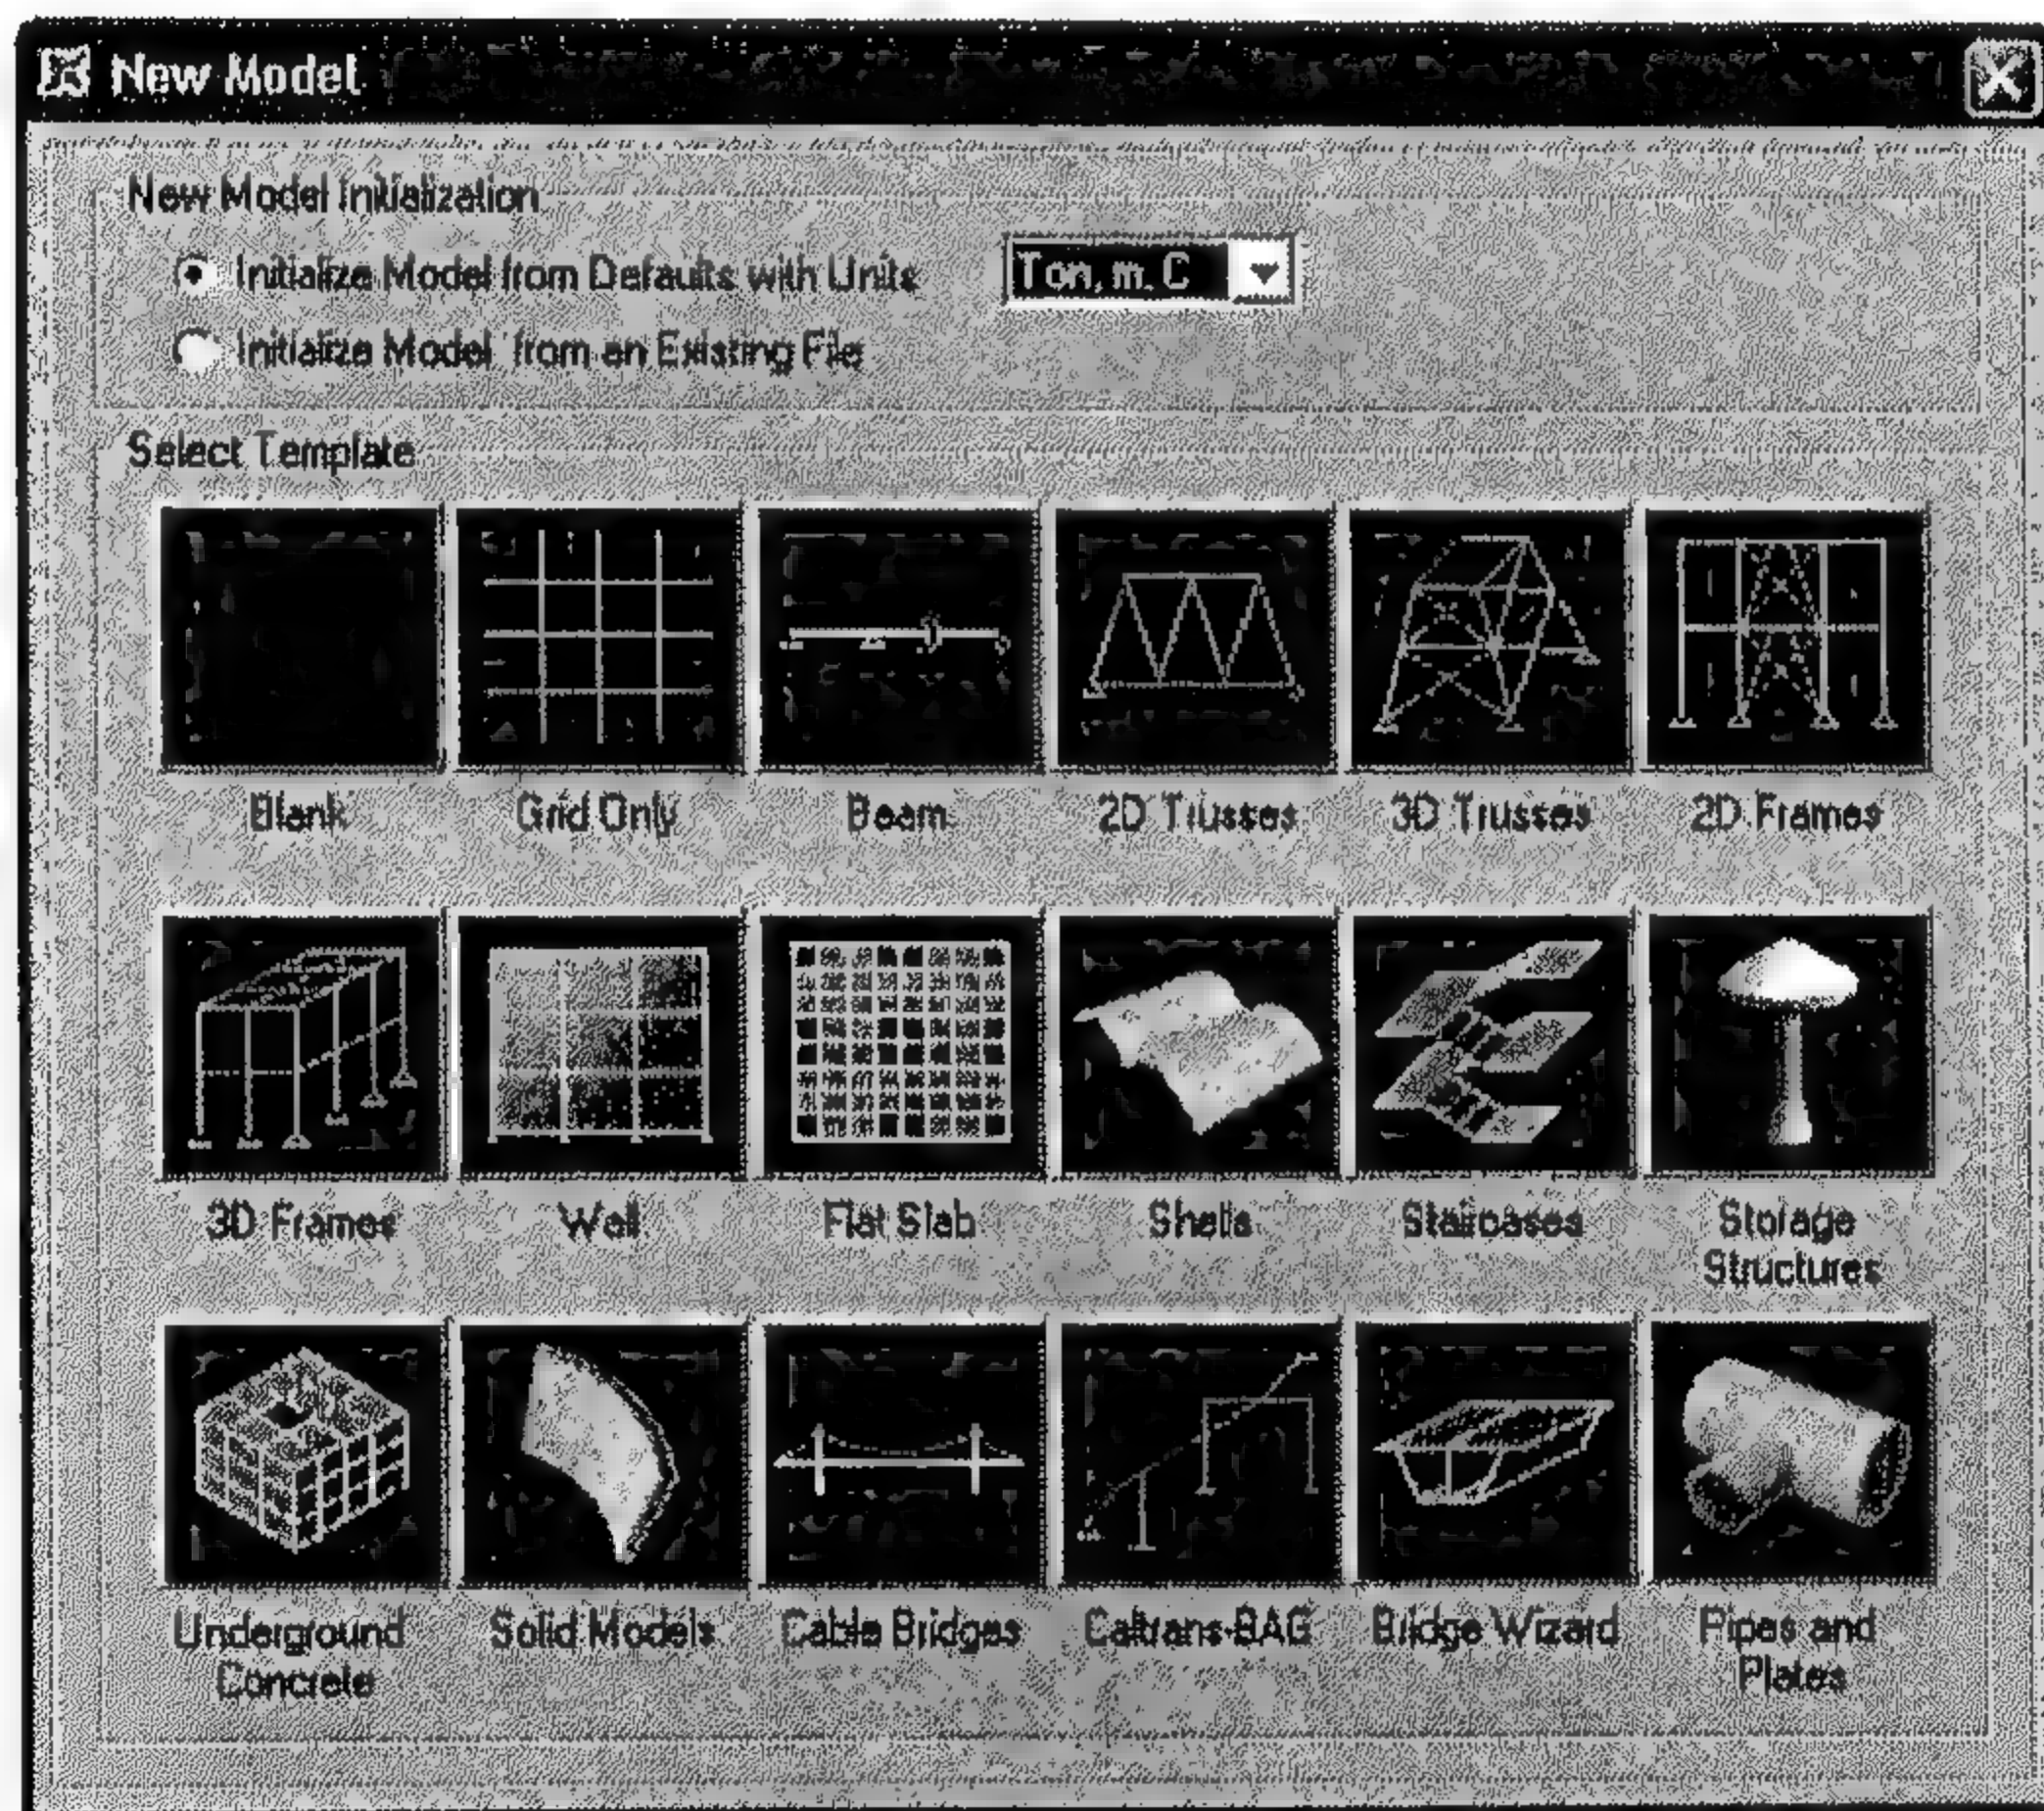 New Model
New Model Initialization
Initialize Model from Defaults with Units
Ton, m, C
Initialize Model from an Existing File
Select Template
Blank
Grid Only
Beam
2D Trusses
3D Trusses
2D Frames
3D Frames
Wall
Flat Slab
Shells
Staircases
Storage
Structures
Underground
Concrete
Solid Models
Cable Bridges
Caltrans-BAG
Bridge Wizard
Pipes and
Plates